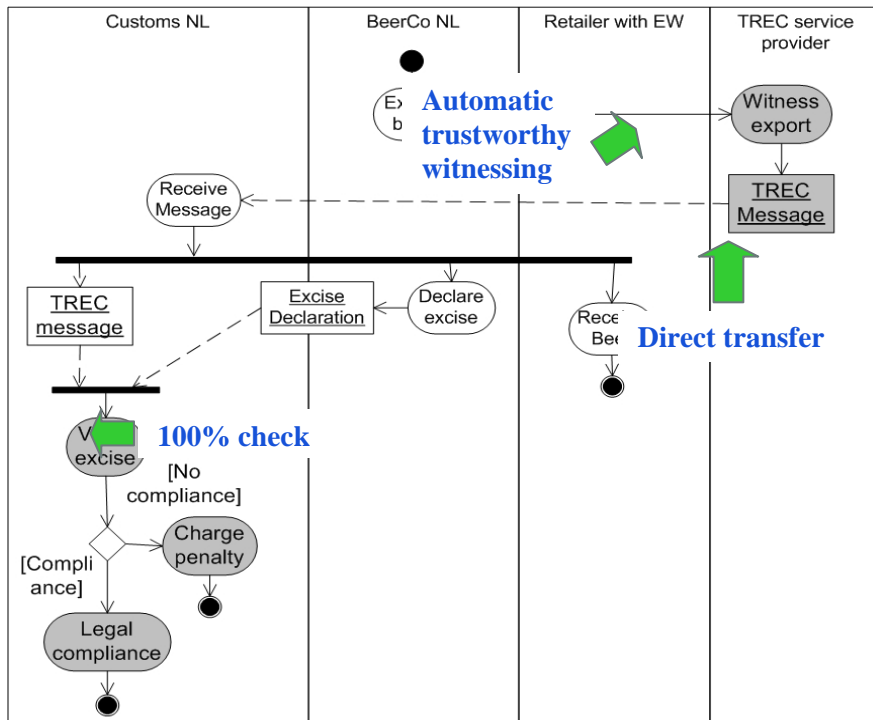 Customs NL
BeerCo NL
Retailer with EW
TREC service
provider
Automatic
trustworthy
witnessing
Witness
export
TREC
Message
Receive
Message
TREC
message
Excise
Declaration
Declare
excise
Direct transfer
100% check
excise
[No
compliance]
Charge
penalty
[Compli
ance]
Legal
compliance